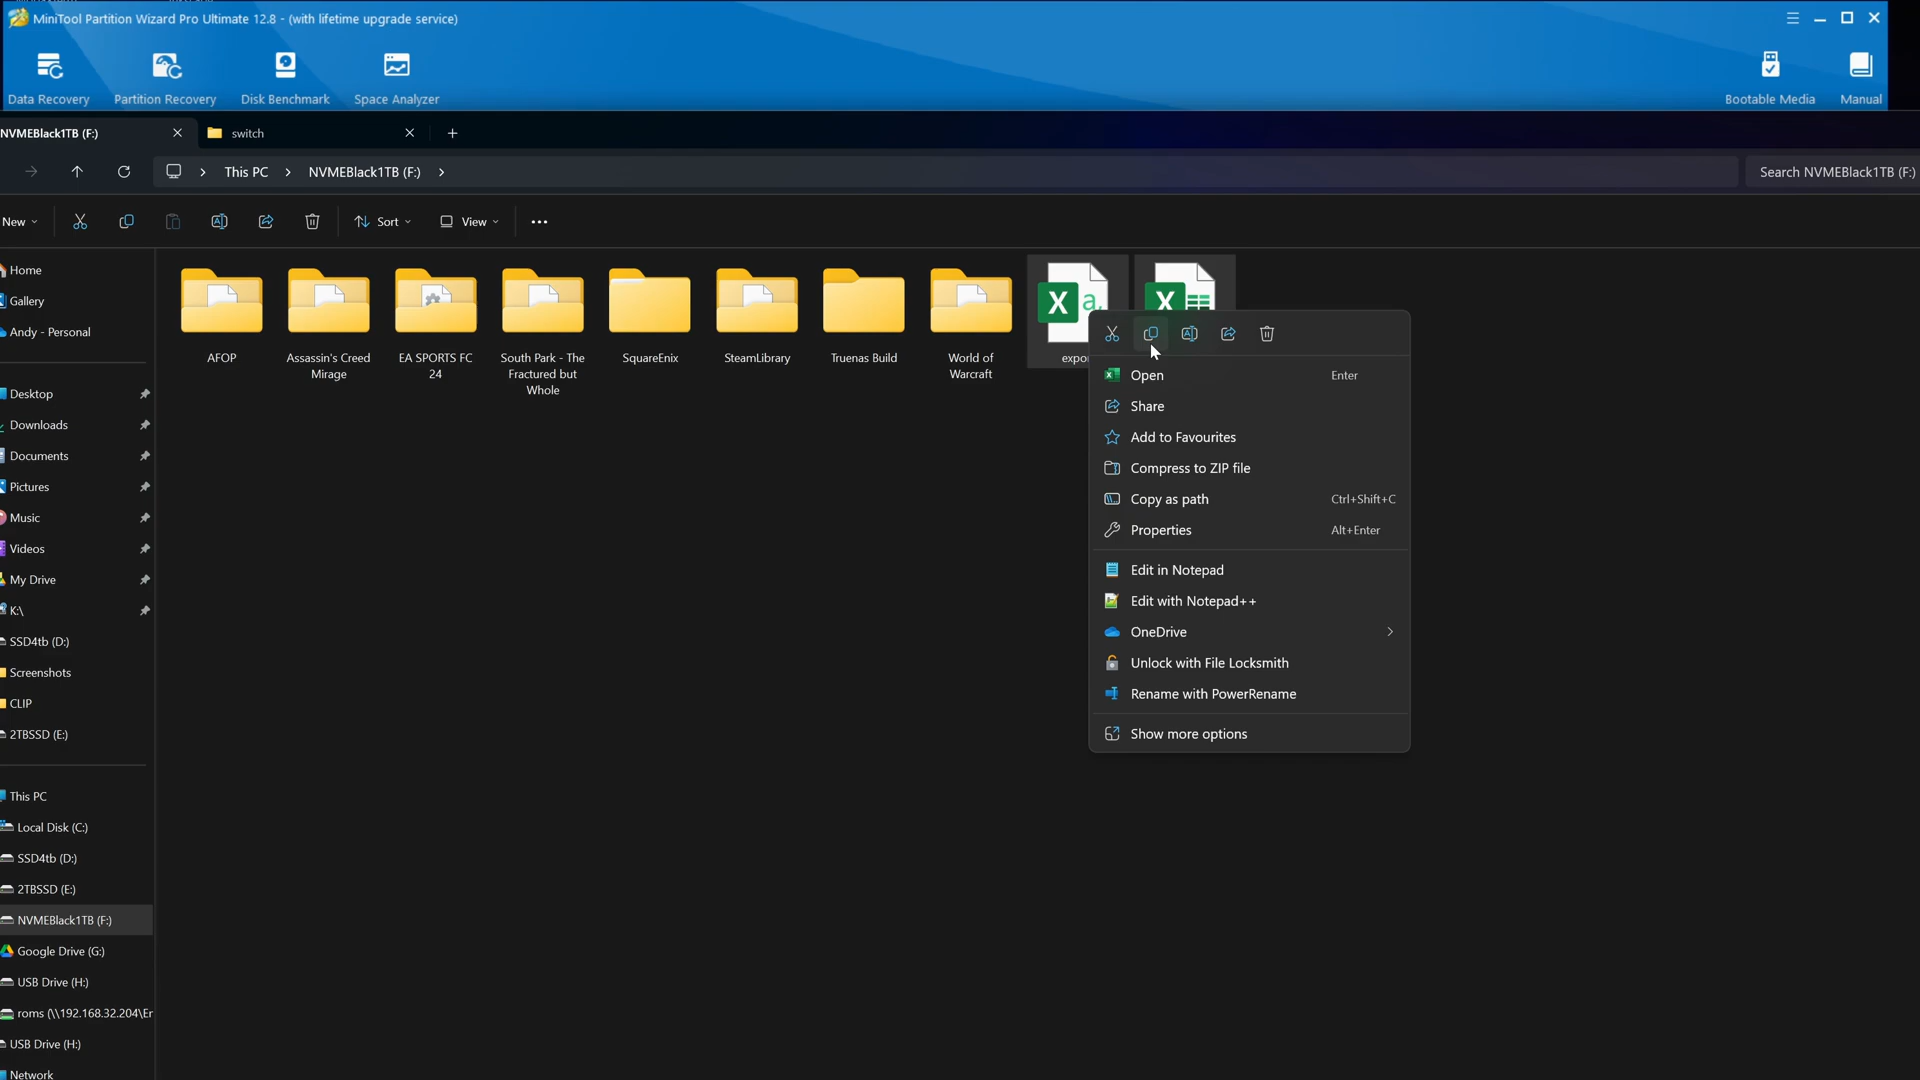 MiniTool Partition Wizard Pro Ultimate 12.8 - (with lifetime upgrade service)
Data Recovery
Partition Recovery
Disk Benchmark
Space Analyzer
Bootable Media
Manual
NVMEBlack1TB (F:)
switch
This PC
NVMEBlack1TB (F:)
Search NVMEBlack1TB (F:)
New
Sort
View
Home
Gallery
Andy - Personal
Desktop
Downloads
Documents
Pictures
Music
Videos
My Drive
K:\
SSD4tb (D:)
Screenshots
CLIP
2TBSSD (E:)
This PC
Local Disk (C:)
SSD4tb (D:)
2TBSSD (E:)
NVMEBlack1TB (F:)
Google Drive (G:)
USB Drive (H:)
roms (\\192.168.32.204\Er
USB Drive (H:)
Network
AFOP
Assassin's Creed
Mirage
EA SPORTS FC
24
South Park - The
Fractured but
Whole
SquareEnix
SteamLibrary
Truenas Build
World of
Warcraft
X a,
expor
X
Open Enter
Share
Add to Favourites
Compress to ZIP file
Copy as path Ctrl+Shift+C
Properties Alt+Enter
Edit in Notepad
Edit with Notepad++
OneDrive
Unlock with File Locksmith
Rename with PowerRename
Show more options